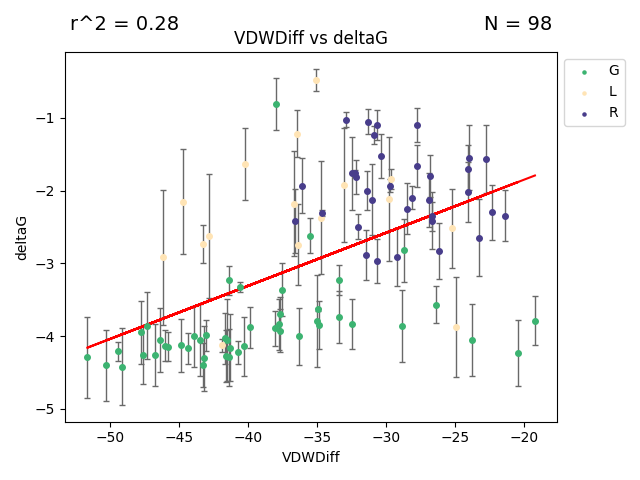 r^2 = 0.28
N = 98
VDWDiff vs deltaG
G
L
R
−1
−2
−3
−4
−5
deltaG
−50
−45
−40
−35
−30
−25
−20
VDWDiff